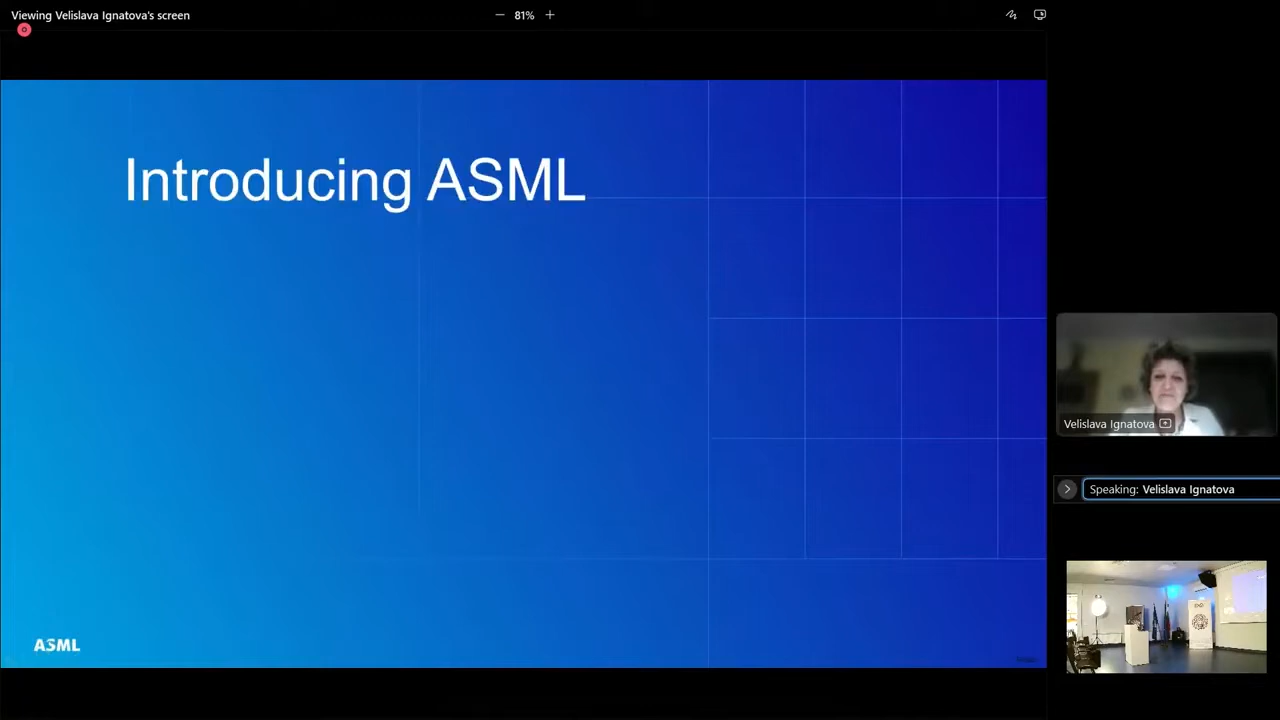 Viewing Velislava Ignatova's screen
81%
Introducing ASML
ASML
Velislava Ignatova
Speaking: Velislava Ignatova